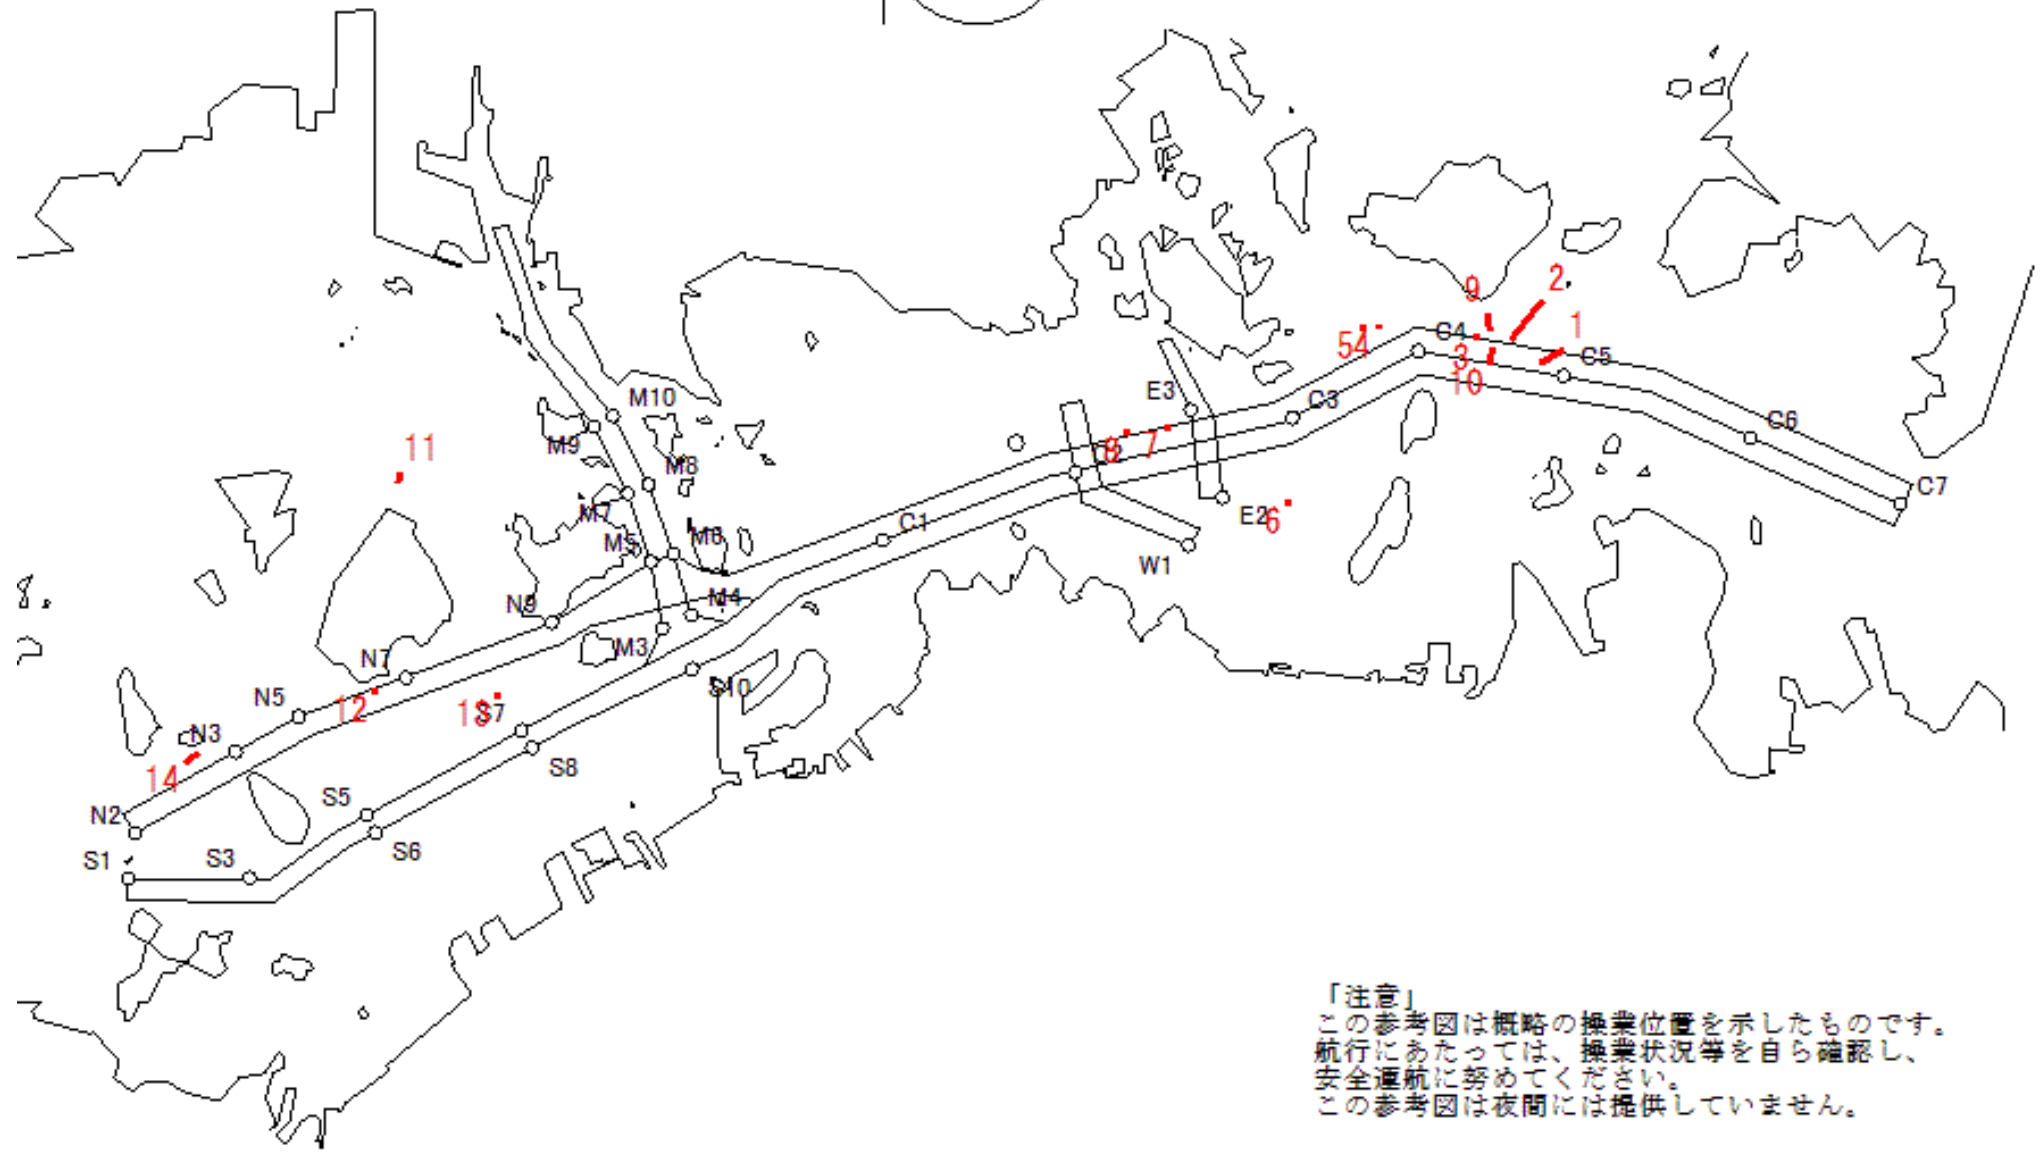 9
2
1
C4
54
3
C5
10
E3
M10
C3
C6
M9
11
8
7
M8
C7
M7
C1
E2
6
M5
M6
W1
N9
M4
M3
N7
S10
N5
12
13
S7
N3
14
S8
S5
N2
S6
S1
S3
「注意」
この参考図は概略の操業位置を示したものです。
航行にあたっては、操業状況等を自ら確認し、
安全運航に努めてください。
この参考図は夜間には提供していません。